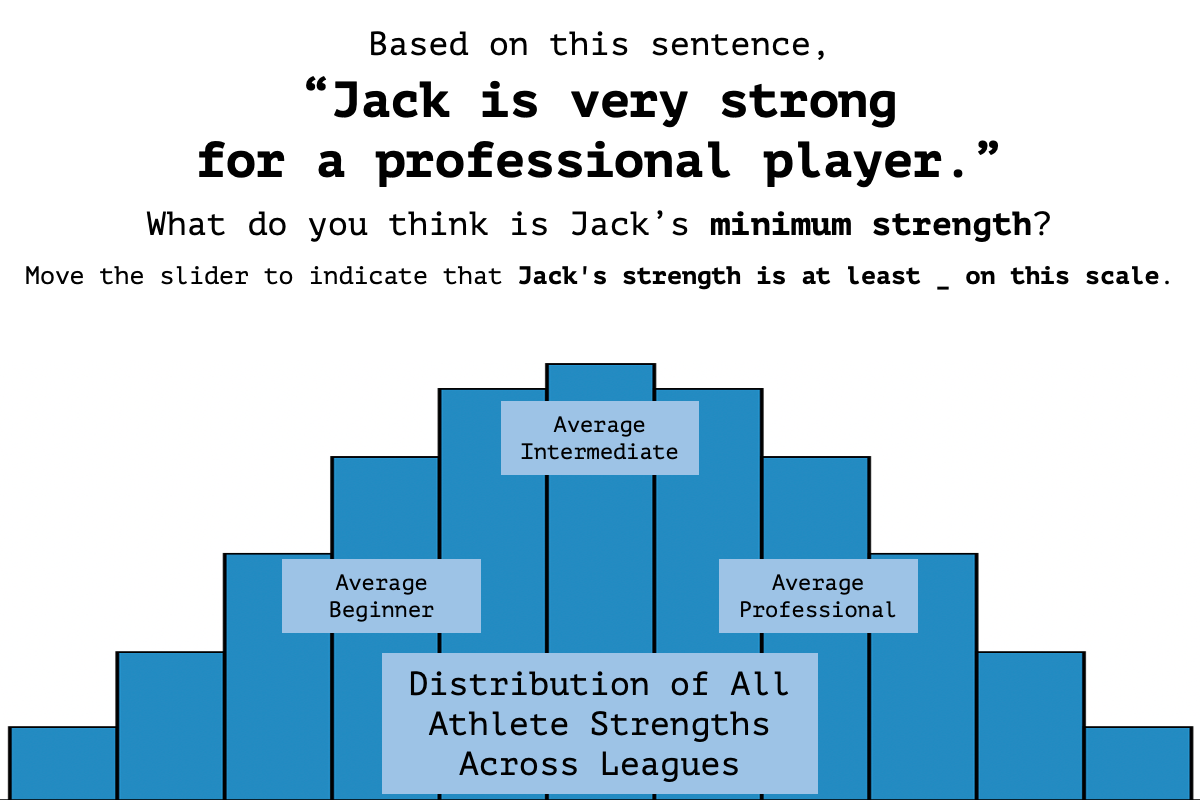 Based on this sentence,
“Jack is very strong
for a professional player.”
What do you think is Jack’s minimum strength?
Move the slider to indicate that Jack's strength is at least _ on this scale.
Average
Intermediate
Average
Beginner
Average
Professional
Distribution of All
Athlete Strengths
Across Leagues